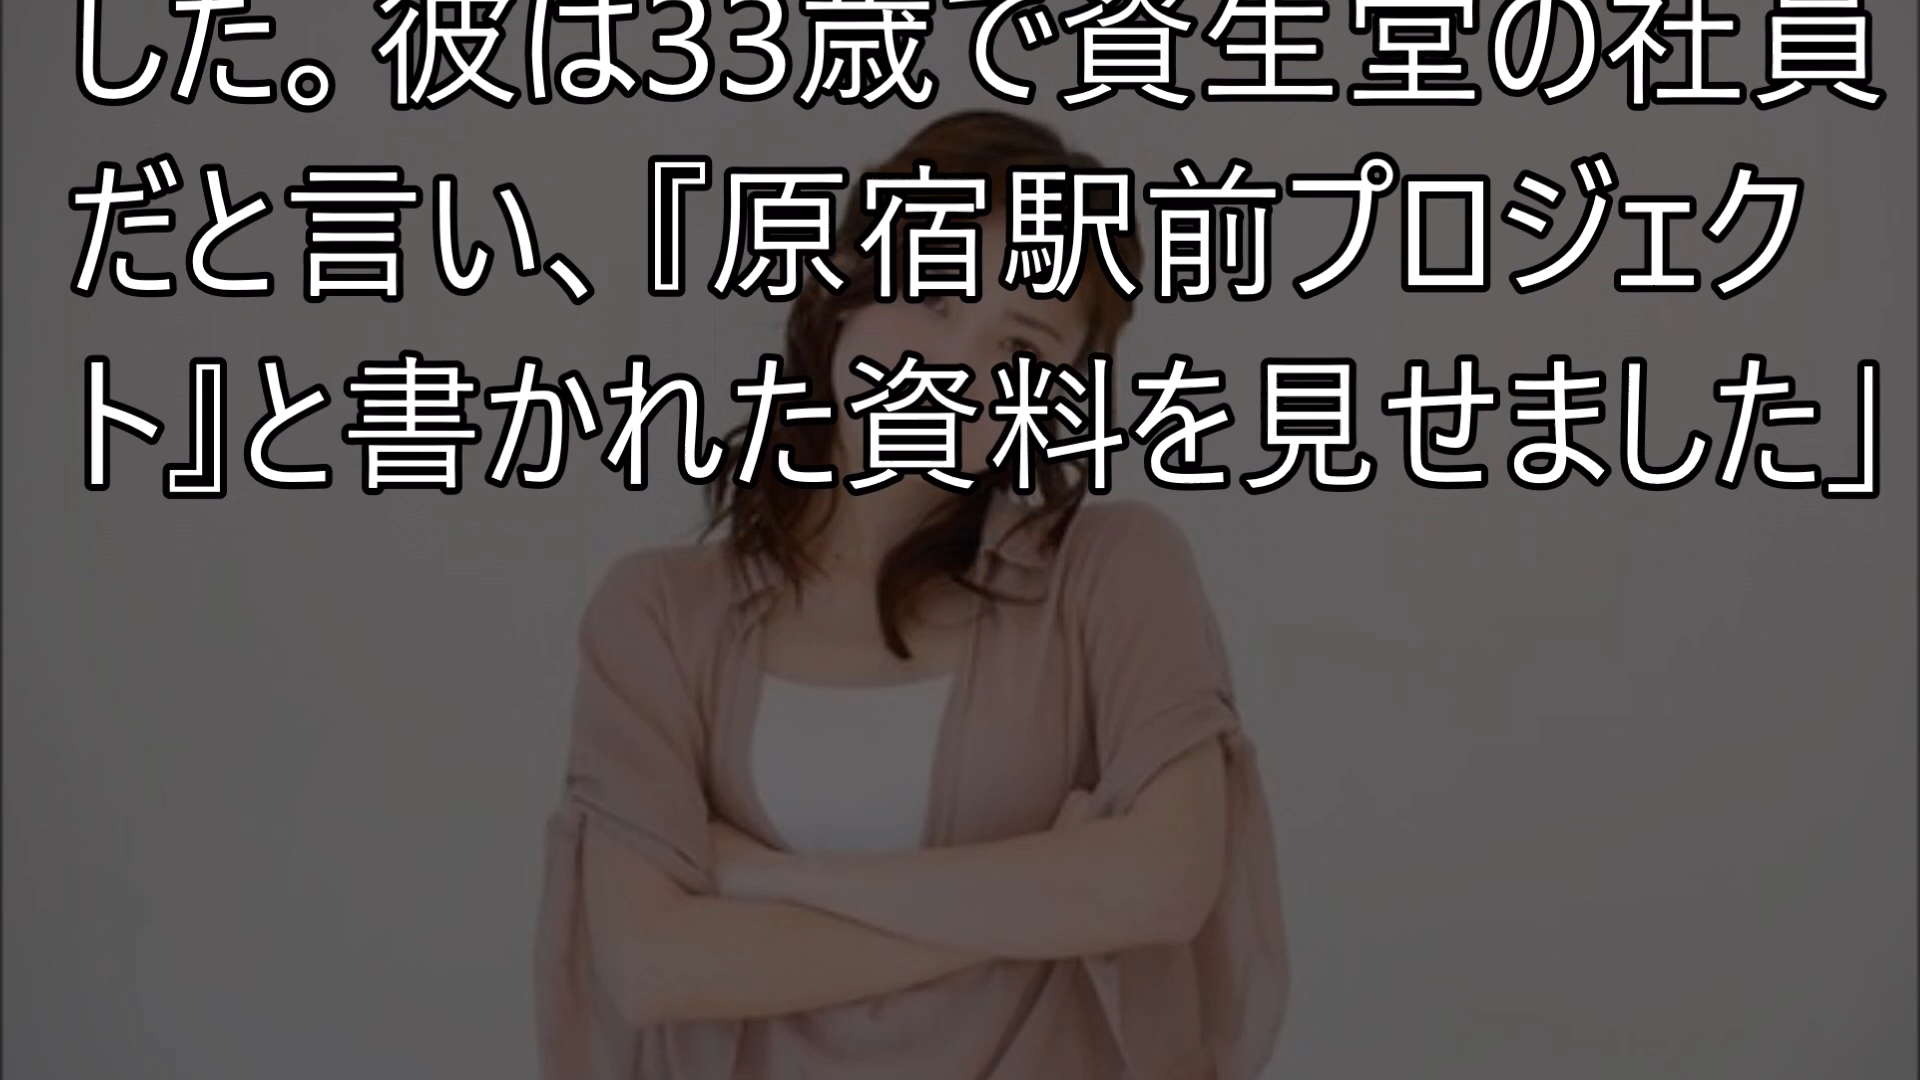 した。彼は33歳で資生堂の社員
だと言い、『原宿駅前プロジェク
ト』と書かれた資料を見せました」